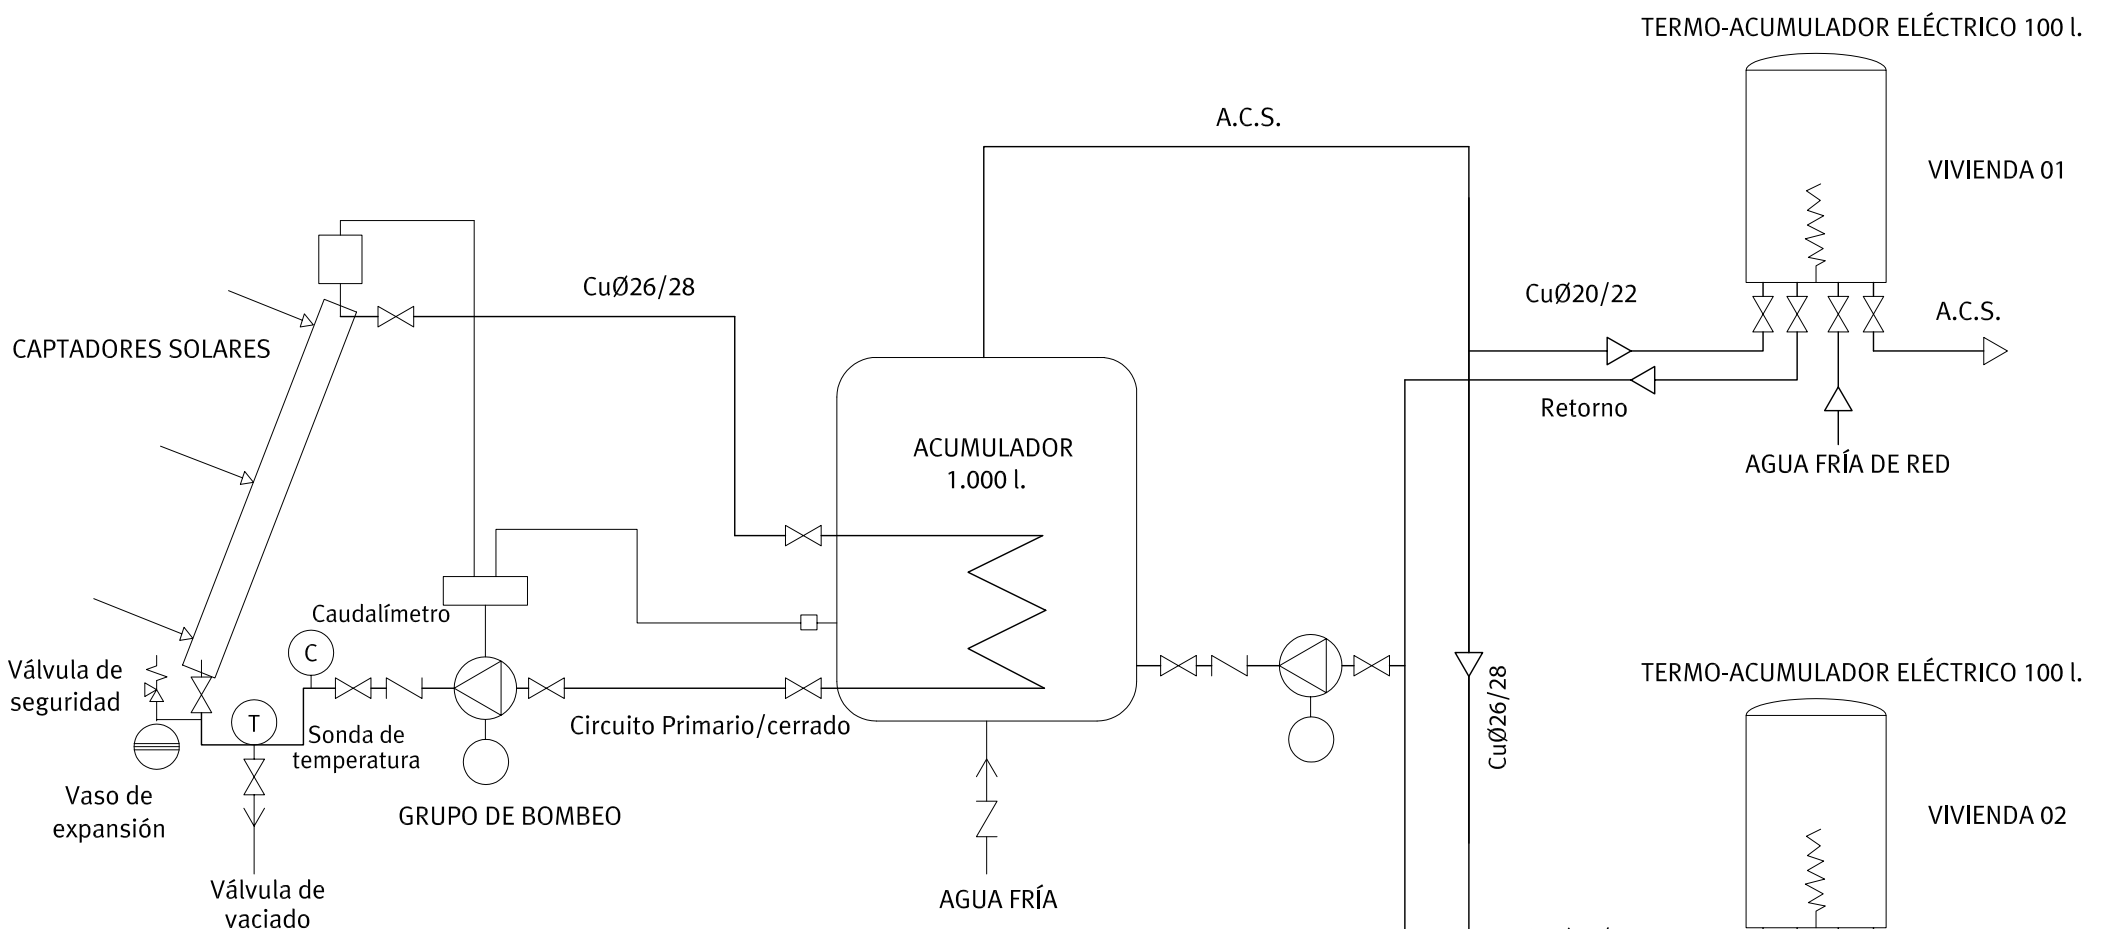 TERMO-ACUMULADOR ELÉCTRICO 100 l.
A.C.S.
VIVIENDA 01
CuØ26/28
CuØ20/22
A.C.S.
CAPTADORES SOLARES
Retorno
ACUMULADOR
1.000 l.
AGUA FRÍA DE RED
Caudalímetro
C
Válvula de
seguridad
T
Sonda de
temperatura
Circuito Primario/cerrado
CuØ26/28
TERMO-ACUMULADOR ELÉCTRICO 100 l.
Vaso de
expansión
GRUPO DE BOMBEO
VIVIENDA 02
Válvula de
vaciado
AGUA FRÍA